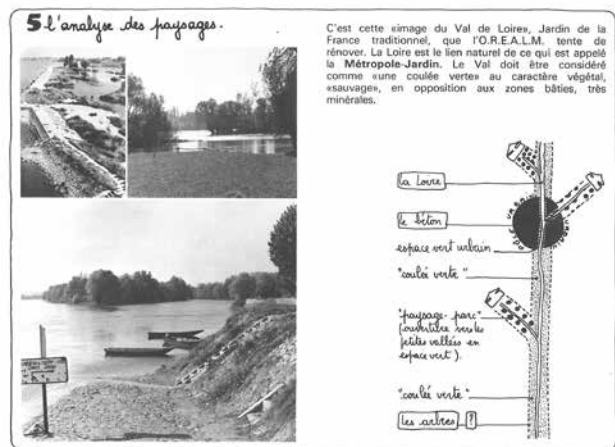 5. l'analyse des paysages.
C'est cette «image du Val de Loire», Jardin de la
France traditionnel, que l'O.R.E.A.L.M. tente de
rénover. La Loire est le lien naturel de ce qui est appelé
la Métropole-Jardin. Le Val doit être considéré
comme «une coulée verte» au caractère végétal,
«sauvage», en opposition aux zones bâties, très
minérales.
la Loire
le béton
espace vert urbain
"coulée verte"
"paysage-parc"
(ouverture vers les
petites vallées en
espace vert).
"coulée verte"
les arbres ?